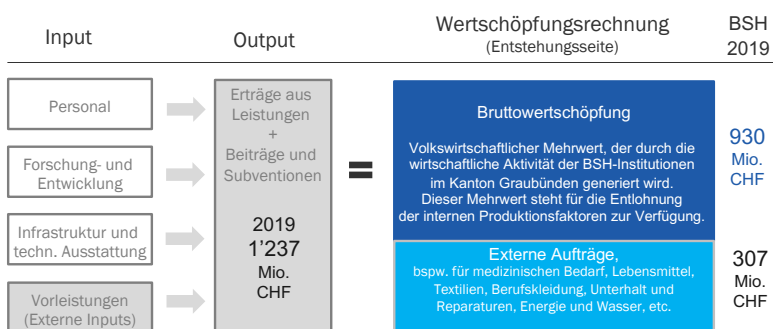 Input
Output
Wertschöpfungsrechnung
(Entstehungsseite)
BSH
2019
Personal
Forschung- und
Entwicklung
Infrastruktur und
techn. Ausstattung
Vorleistungen
(Externe Inputs)
Erträge aus
Leistungen
+
Beiträge und
Subventionen
2019
1’237
Mio.
CHF
=
Bruttowertschöpfung
Volkswirtschaftlicher Mehrwert, der durch die
wirtschaftliche Aktivität der BSH-Institutionen
im Kanton Graubünden generiert wird.
Dieser Mehrwert steht für die Entlohnung
der internen Produktionsfaktoren zur Verfügung.
930
Mio.
CHF
Externe Aufträge,
bspw. für medizinischen Bedarf, Lebensmittel,
Textilien, Berufskleidung, Unterhalt und
Reparaturen, Energie und Wasser, etc.
307
Mio.
CHF